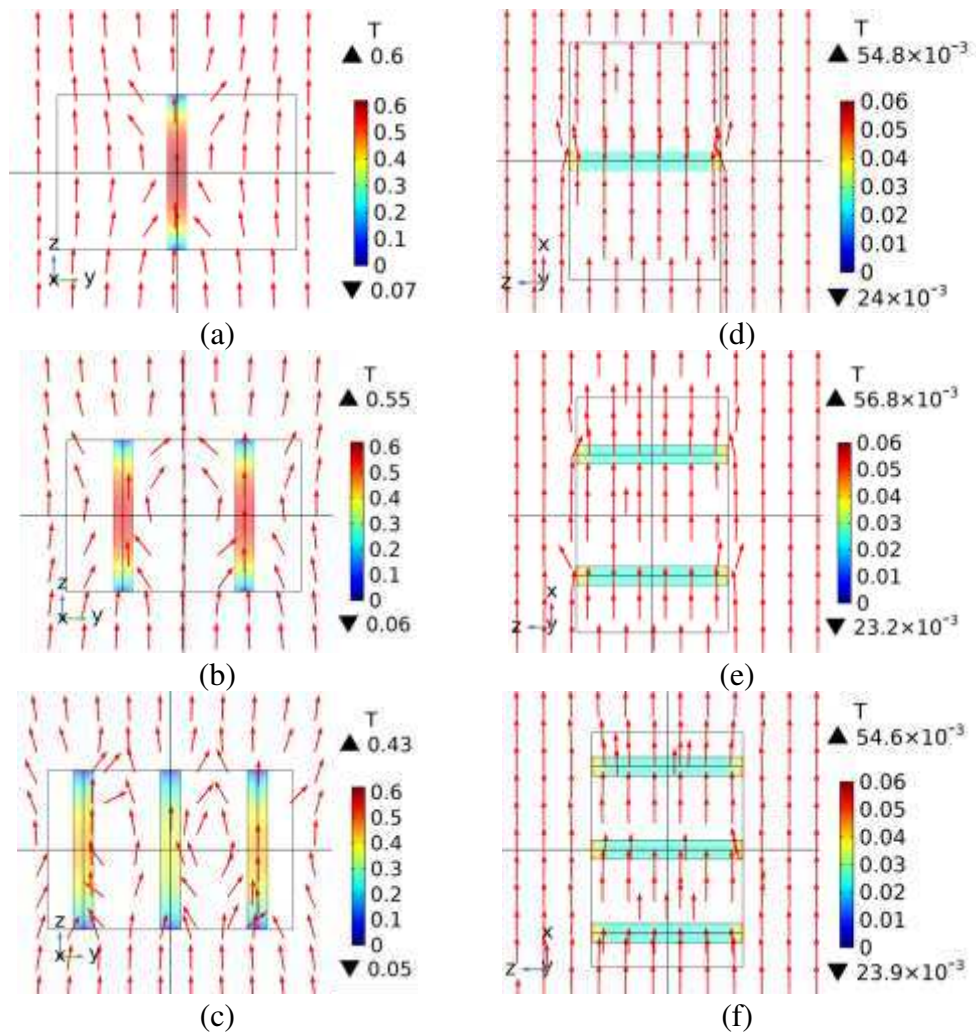 T
▲ 0.6
0.6
0.5
0.4
0.3
0.2
0.1
0
▼ 0.07
z
x y
(a)
T
▲ 54.8×10⁻³
0.06
0.05
0.04
0.03
0.02
0.01
0
▼ 24×10⁻³
x
z y
(d)
T
▲ 0.55
0.6
0.5
0.4
0.3
0.2
0.1
0
▼ 0.06
z
x y
(b)
T
▲ 56.8×10⁻³
0.06
0.05
0.04
0.03
0.02
0.01
0
▼ 23.2×10⁻³
x
z y
(e)
T
▲ 0.43
0.6
0.5
0.4
0.3
0.2
0.1
0
▼ 0.05
z
x y
(c)
T
▲ 54.6×10⁻³
0.06
0.05
0.04
0.03
0.02
0.01
0
▼ 23.9×10⁻³
x
z y
(f)